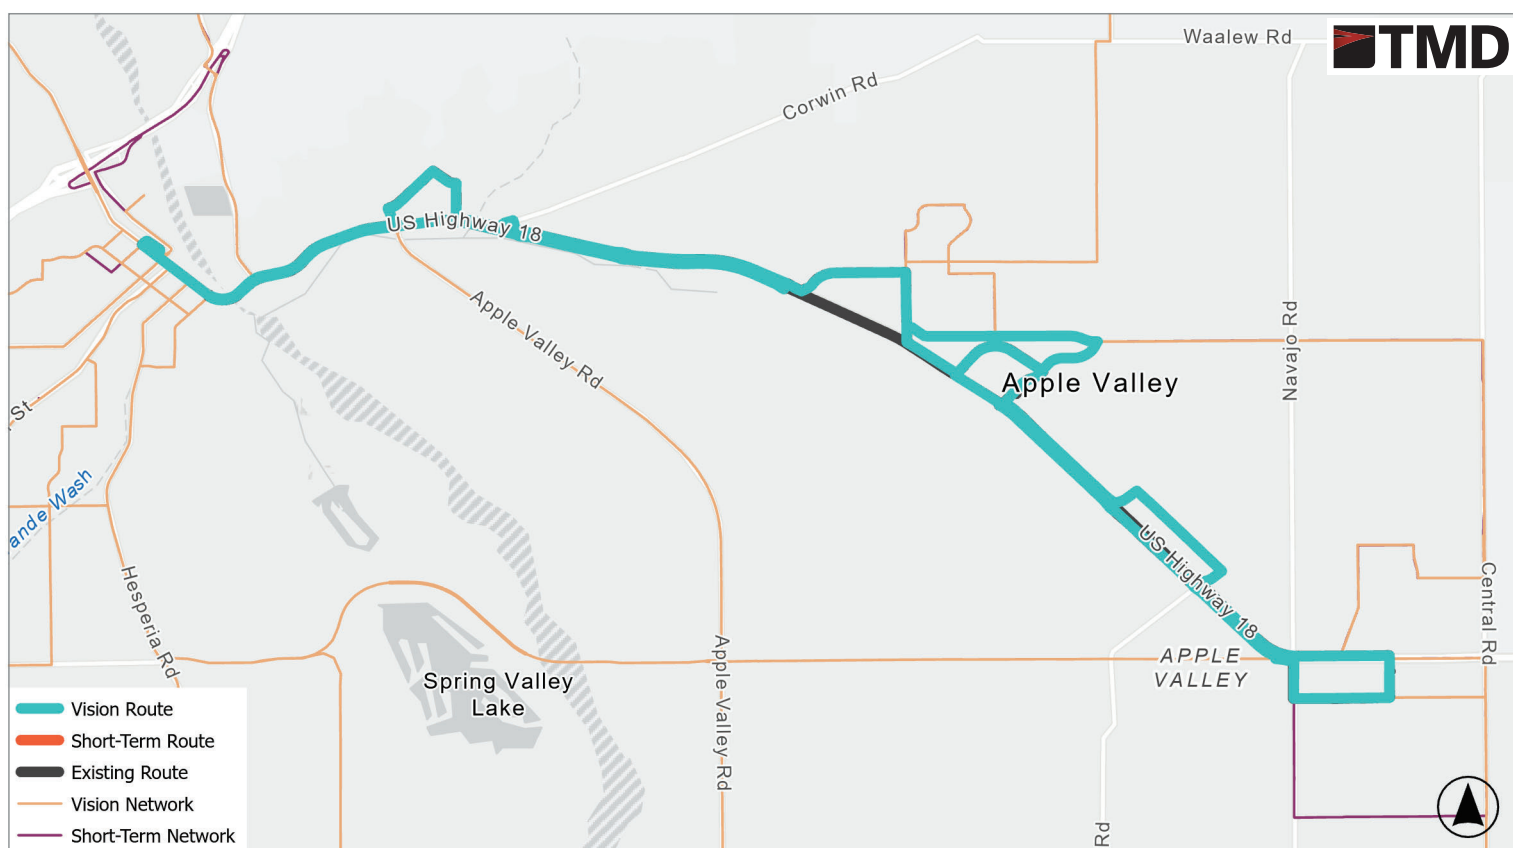 Waalew Rd
TMD
Corwin Rd
US Highway 18
Apple Valley Rd
Navajo Rd
Apple Valley
St
ande Wash
US Highway 18
Hesperia Rd
Central Rd
Apple Valley Rd
APPLE
VALLEY
Spring Valley
Lake
Rd
Vision Route
Short-Term Route
Existing Route
Vision Network
Short-Term Network